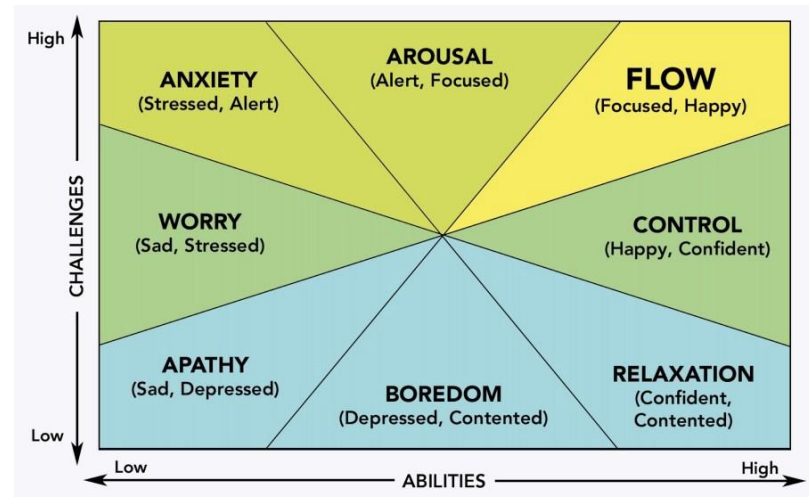 High
AROUSAL
(Alert, Focused)
ANXIETY
(Stressed, Alert)
FLOW
(Focused, Happy)
CHALLENGES
WORRY
(Sad, Stressed)
CONTROL
(Happy, Confident)
APATHY
(Sad, Depressed)
BOREDOM
(Depressed, Contented)
RELAXATION
(Confident,
Contented)
Low
Low
ABILITIES
High